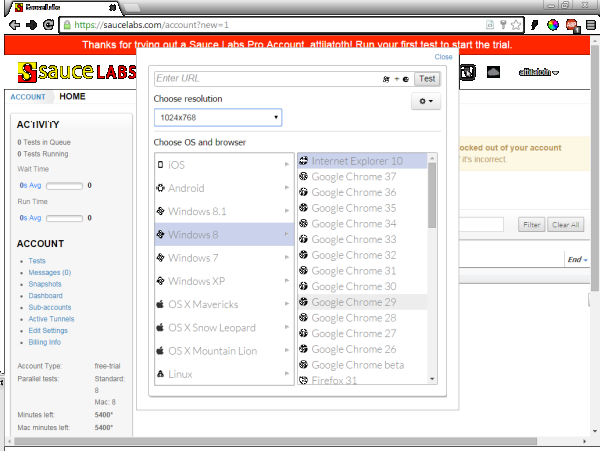 SauceLabs
https://saucelabs.com/account?new=1
Thanks for trying out a Sauce Labs Pro Account, attilatoth! Run your first test to start the trial.
SAUCE LABS
attilatoth
Close
Enter URL
Test
ACCOUNT
HOME
Choose resolution
1024x768
Choose OS and browser
ACTIVITY
0 Tests in Queue
0 Tests Running
Wait Time
0s Avg 0
Run Time
0s Avg 0
ACCOUNT
Tests
Messages (0)
Snapshots
Dashboard
Sub-accounts
Active Tunnels
Edit Settings
Billing Info
Account Type: free-trial
Parallel tests: Standard:
8
Mac: 8
Minutes left: 5400*
Mac minutes left: 5400*
iOS
Android
Windows 8.1
Windows 8
Windows 7
Windows XP
OS X Mavericks
OS X Snow Leopard
OS X Mountain Lion
Linux
Internet Explorer 10
Google Chrome 37
Google Chrome 36
Google Chrome 35
Google Chrome 34
Google Chrome 33
Google Chrome 32
Google Chrome 31
Google Chrome 30
Google Chrome 29
Google Chrome 28
Google Chrome 27
Google Chrome 26
Google Chrome beta
Firefox 31
ocked out of your account
it's incorrect.
Filter
Clear All
End